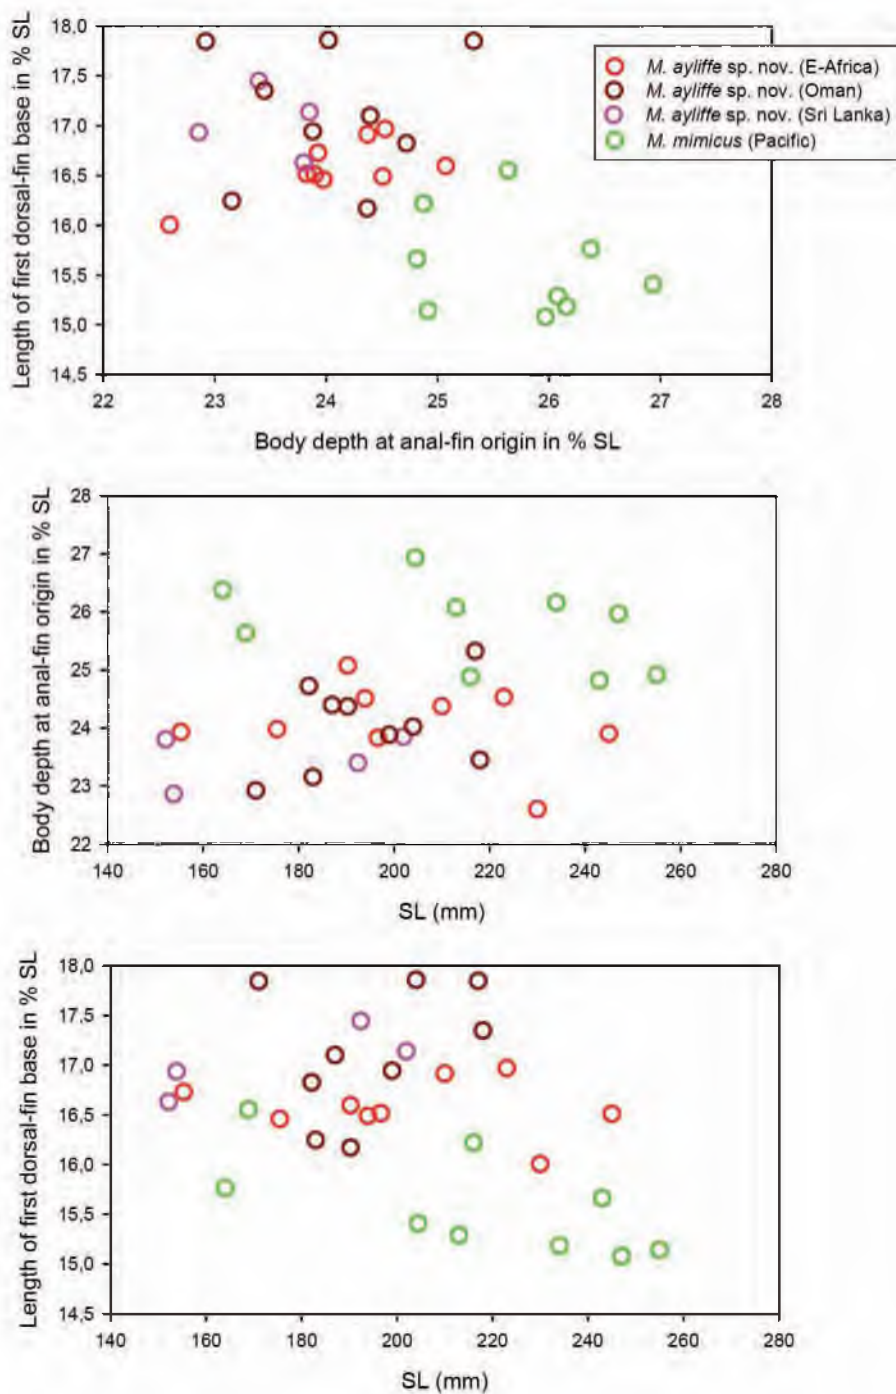 Length of first dorsal-fin base in % SL
18,0
17,5
17,0
16,5
16,0
15,5
15,0
14,5
22 23 24 25 26 27 28
Body depth at anal-fin origin in % SL
M. ayliffe sp. nov. (E-Africa)
M. ayliffe sp. nov. (Oman)
M. ayliffe sp. nov. (Sri Lanka)
M. mimicus (Pacific)
Body depth at anal-fin origin in % SL
28
27
26
25
24
23
22
140 160 180 200 220 240 260 280
SL (mm)
Length of first dorsal-fin base in % SL
18,0
17,5
17,0
16,5
16,0
15,5
15,0
14,5
140 160 180 200 220 240 260 280
SL (mm)